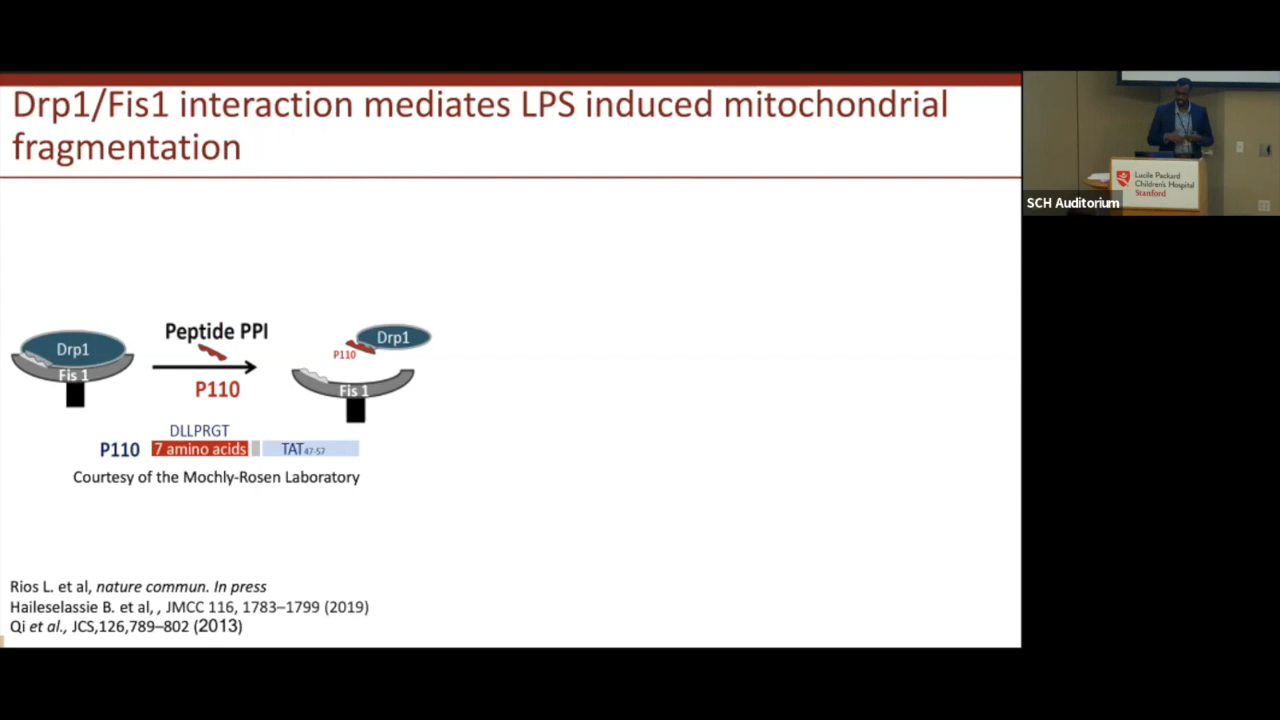 Drp1/Fis1 interaction mediates LPS induced mitochondrial
fragmentation
Lucile Packard
Children's Hospital
Stanford
SCH Auditorium
Peptide PPI
Drp1
Drp1
P110
Fis 1
P110
Fis 1
DLLPRGT
P110 7 amino acids TAT47-57
Courtesy of the Mochly-Rosen Laboratory
Rios L. et al, nature commun. In press
Haileselassie B. et al, , JMCC 116, 1783–1799 (2019)
Qi et al., JCS,126,789–802 (2013)